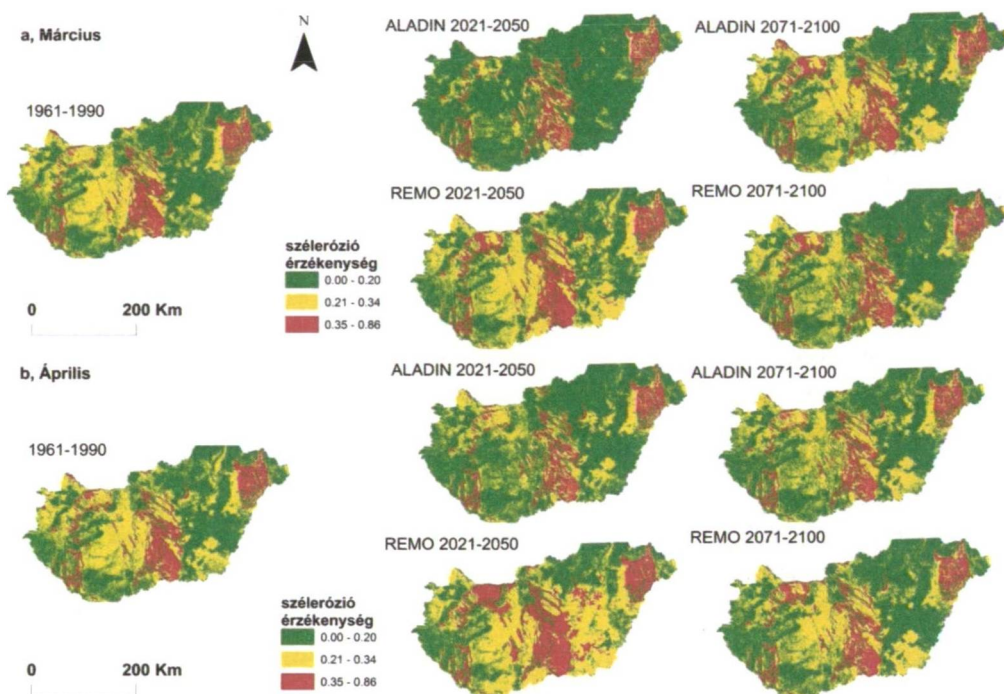 a, Március
N
1961-1990
szélerózió
érzékenység
0.00 - 0.20
0.21 - 0.34
0.35 - 0.86
0 200 Km
ALADIN 2021-2050
ALADIN 2071-2100
REMO 2021-2050
REMO 2071-2100
b, Április
1961-1990
szélerózió
érzékenység
0.00 - 0.20
0.21 - 0.34
0.35 - 0.86
0 200 Km
ALADIN 2021-2050
ALADIN 2071-2100
REMO 2021-2050
REMO 2071-2100